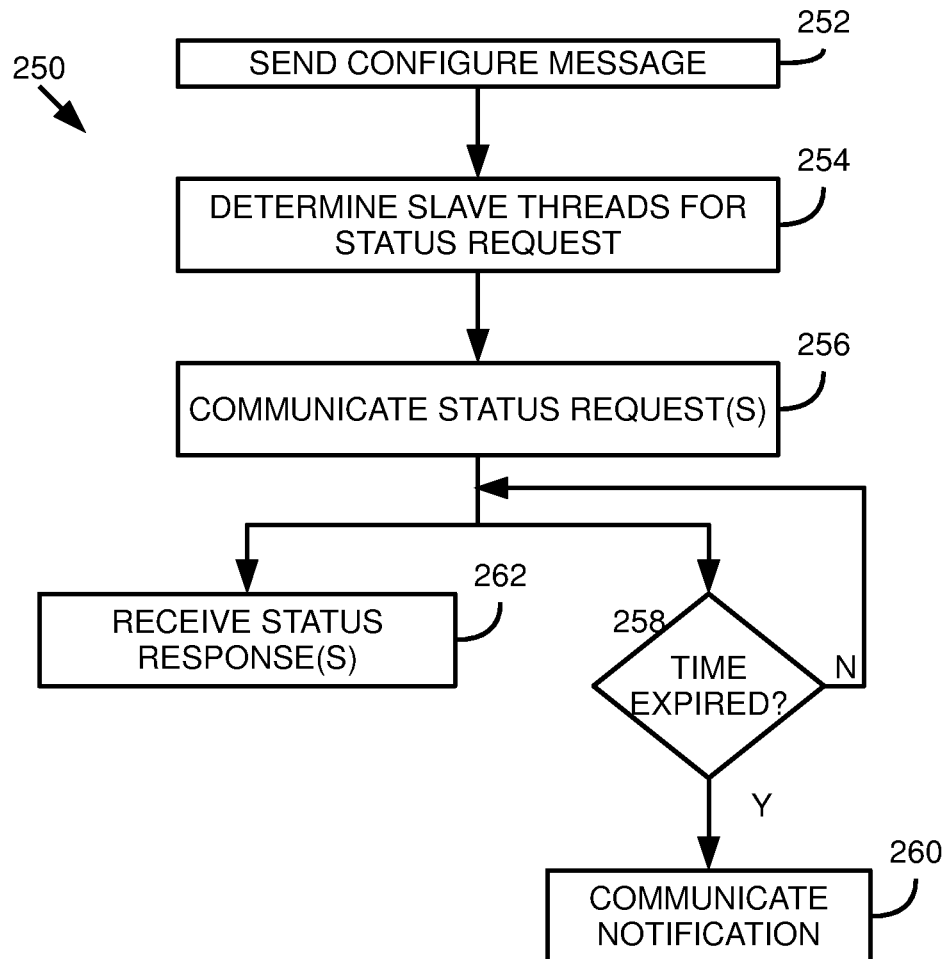 252
SEND CONFIGURE MESSAGE
250
254
DETERMINE SLAVE THREADS FOR
STATUS REQUEST
256
COMMUNICATE STATUS REQUEST(S)
262
RECEIVE STATUS
RESPONSE(S)
258
TIME
EXPIRED?
N
Y
260
COMMUNICATE
NOTIFICATION